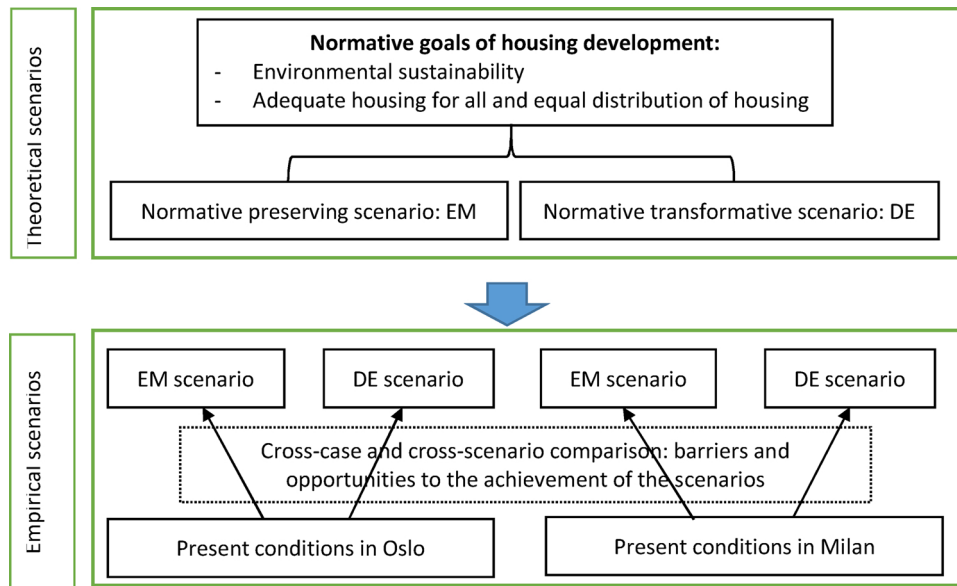 Theoretical scenarios
Normative goals of housing development:
- Environmental sustainability
- Adequate housing for all and equal distribution of housing
Normative preserving scenario: EM
Normative transformative scenario: DE
Empirical scenarios
EM scenario
DE scenario
EM scenario
DE scenario
Cross-case and cross-scenario comparison: barriers and
opportunities to the achievement of the scenarios
Present conditions in Oslo
Present conditions in Milan